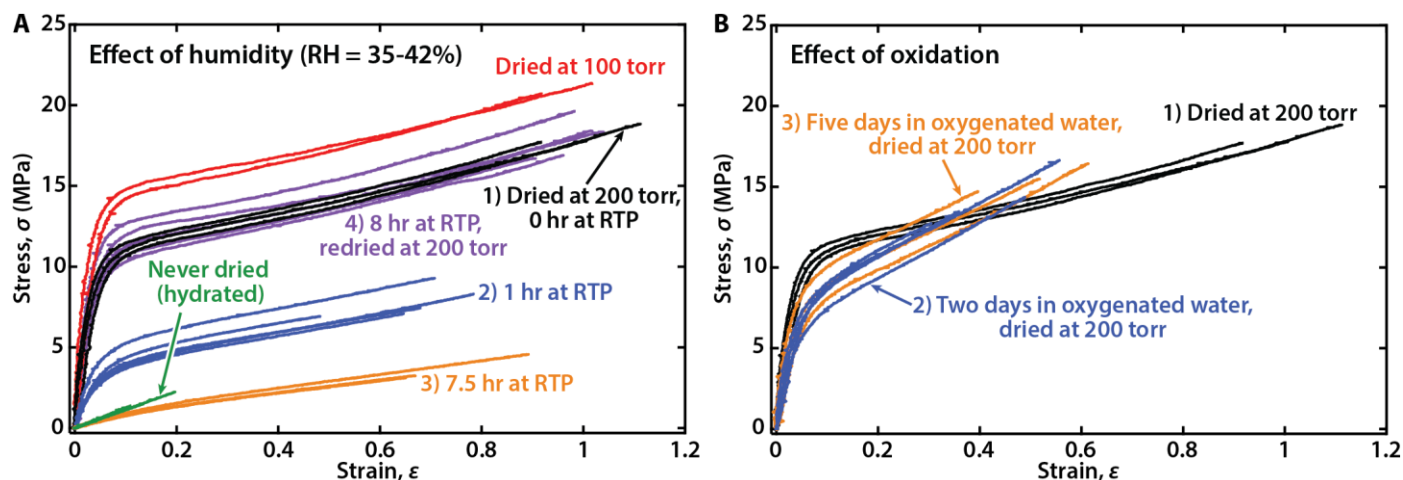 A
Effect of humidity (RH = 35-42%)
Dried at 100 torr
1) Dried at 200 torr,
0 hr at RTP
4) 8 hr at RTP,
redried at 200 torr
Never dried
(hydrated)
2) 1 hr at RTP
3) 7.5 hr at RTP
Stress, σ (MPa)
25
20
15
10
5
0
0
0.2
0.4
0.6
0.8
1
1.2
Strain, ε
B
Effect of oxidation
1) Dried at 200 torr
3) Five days in oxygenated water,
dried at 200 torr
2) Two days in oxygenated water,
dried at 200 torr
Stress, σ (MPa)
25
20
15
10
5
0
0
0.2
0.4
0.6
0.8
1
1.2
Strain, ε